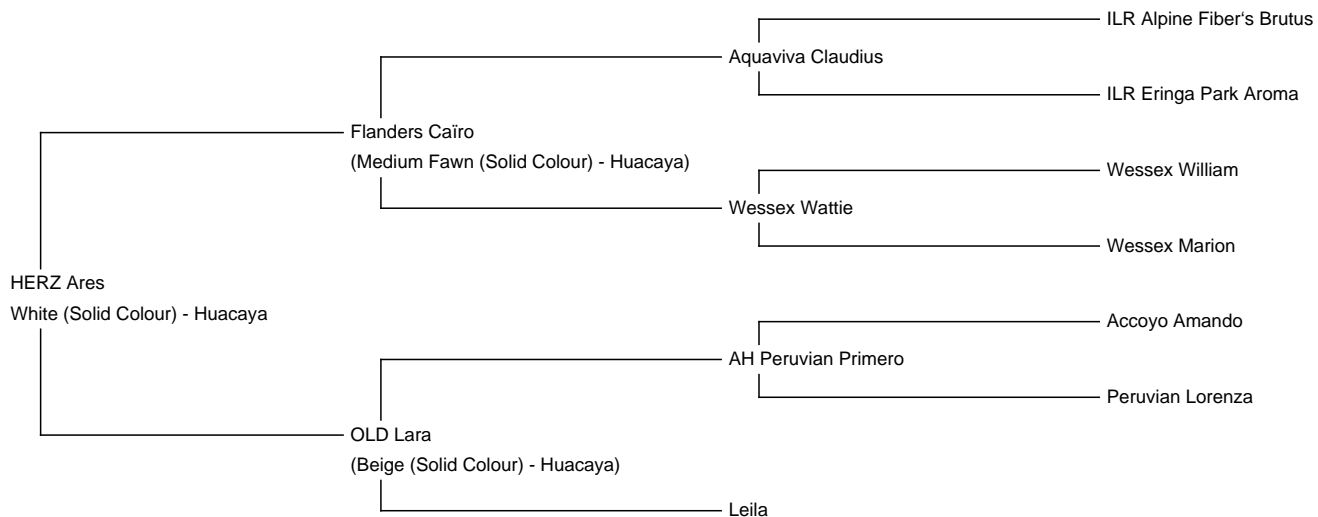 ILR Alpine Fiber‘s Brutus
Aquaviva Claudius
ILR Eringa Park Aroma
Flanders Caïro
(Medium Fawn (Solid Colour) - Huacaya)
Wessex William
Wessex Wattie
Wessex Marion
HERZ Ares
White (Solid Colour) - Huacaya
Accoyo Amando
AH Peruvian Primero
Peruvian Lorenza
OLD Lara
(Beige (Solid Colour) - Huacaya)
Leila